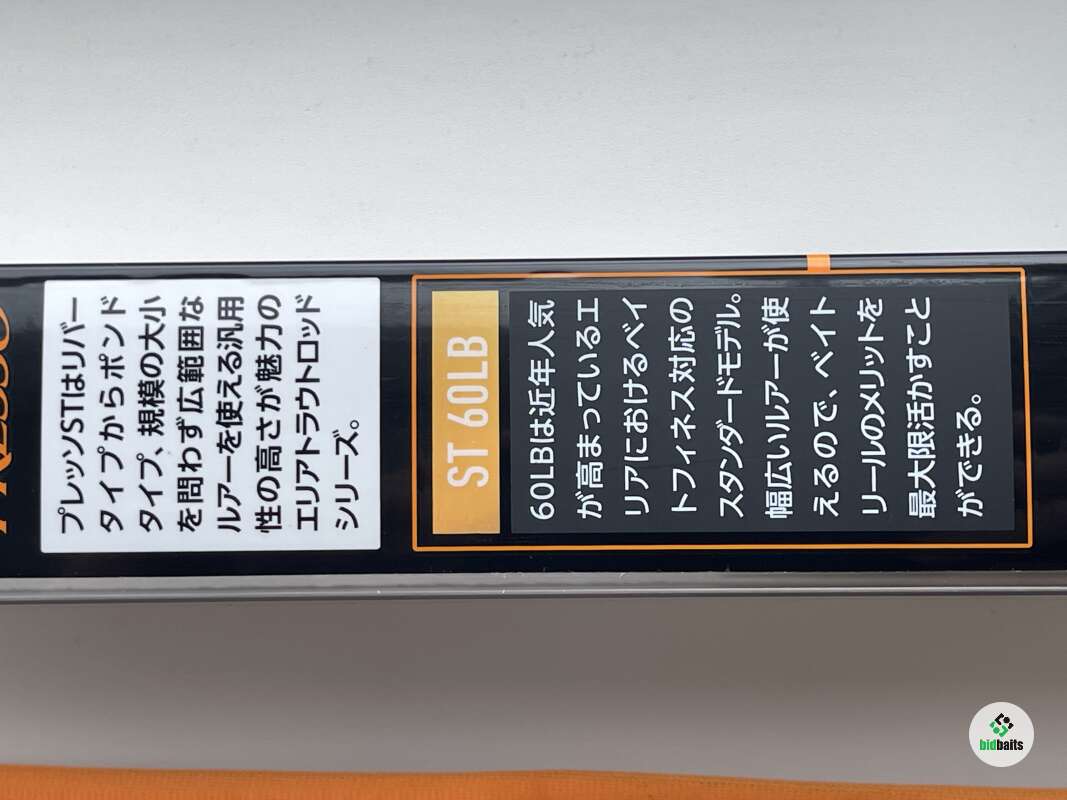 プレッソSTはリバー
タイプからポンド
タイプ、規模の大小
を問わず広範囲な
ルアーを使える汎用
性の高さが魅力の
エリアトラウトロッド
シリーズ。
ST 60LB
60LBは近年人気
が高まっているエ
リアにおけるベイ
トフィネス対応の
スタンダードモデル。
幅広いルアーが使
えるので、ベイト
リールのメリットを
最大限活かすこと
ができる。
bidbaits